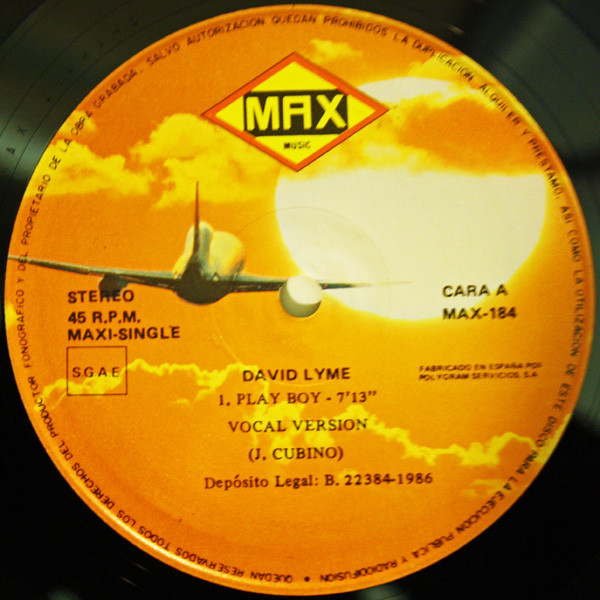 MAX
MUSIC
STEREO
45 R.P.M.
MAXI-SINGLE
SGAE
CARA A
MAX-184
FABRICADO EN ESPAÑA POR
POLYGRAM SERVICIOS, S.A.
DAVID LYME
1. PLAY BOY - 7'13"
VOCAL VERSION
(J. CUBINO)
Depósito Legal: B. 22384-1986
QUEDAN RESERVADOS TODOS LOS DERECHOS DEL PRODUCTOR FONOGRAFICO Y DEL PROPIETARIO DE LA OBRA GRABADA. SALVO AUTORIZACION QUEDAN PROHIBIDOS LA DUPLICACION, ALQUILER Y PRESTAMO, ASI COMO LA UTILIZACION DE ESTE DISCO PARA LA EJECUCION PUBLICA Y RADIODIFUSION •